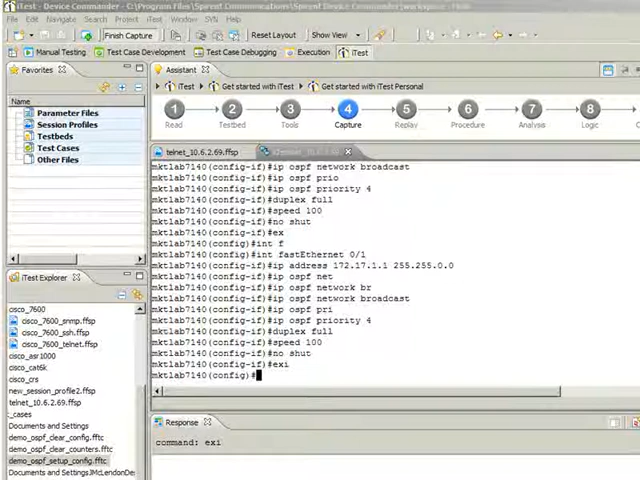 iTest - Device Commander - C:\Program Files\Spirent Communications\Spirent Device Commander\workspace
File Edit Navigate Search Project iTest Window SVN Help
Finish Capture Reset Layout Show View
Manual Testing Test Case Development Test Case Debugging Execution iTest
Favorites
Name
Parameter Files
Session Profiles
Testbeds
Test Cases
Other Files
Assistant
iTest Get started with iTest Get started with iTest Personal
1 2 3 4 5 6 7 8
Read Testbed Tools Capture Replay Procedure Analysis Logic
telnet_10.6.2.69.ffsp
mktlab7140(config-if)#ip ospf network broadcast
mktlab7140(config-if)#ip ospf prio
mktlab7140(config-if)#ip ospf priority 4
mktlab7140(config-if)#duplex full
mktlab7140(config-if)#speed 100
mktlab7140(config-if)#no shut
mktlab7140(config-if)#ex
mktlab7140(config)#int f
mktlab7140(config)#int fastEthernet 0/1
mktlab7140(config-if)#ip address 172.17.1.1 255.255.0.0
mktlab7140(config-if)#ip ospf net
mktlab7140(config-if)#ip ospf network br
mktlab7140(config-if)#ip ospf network broadcast
mktlab7140(config-if)#ip ospf pri
mktlab7140(config-if)#ip ospf priority 4
mktlab7140(config-if)#duplex full
mktlab7140(config-if)#speed 100
mktlab7140(config-if)#no shut
mktlab7140(config-if)#exi
mktlab7140(config)#
iTest Explorer
cisco_7600
cisco_7600_snmp.ffsp
cisco_7600_ssh.ffsp
cisco_7600_telnet.ffsp
cisco_asr1000
cisco_cat6k
cisco_crs
new_session_profile2.ffsp
telnet_10.6.2.69.ffsp
_cases
Documents and Settings
demo_ospf_clear_config.fftc
demo_ospf_clear_counters.fftc
demo_ospf_setup_config.fftc
Documents and SettingsJMcLendonDe
Response
command: exi